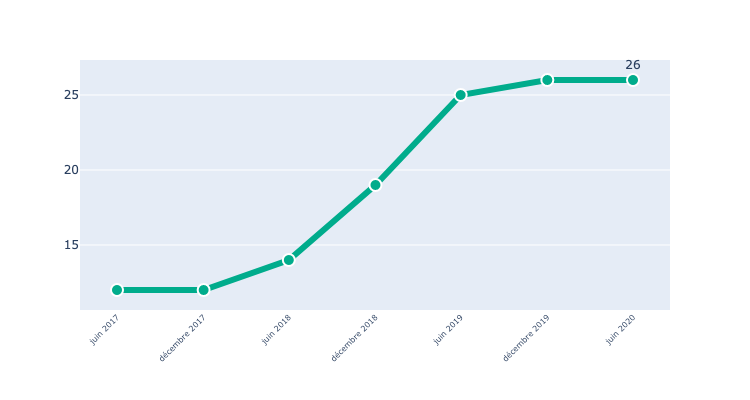 26
25
20
15
juin 2017
décembre 2017
juin 2018
décembre 2018
juin 2019
décembre 2019
juin 2020